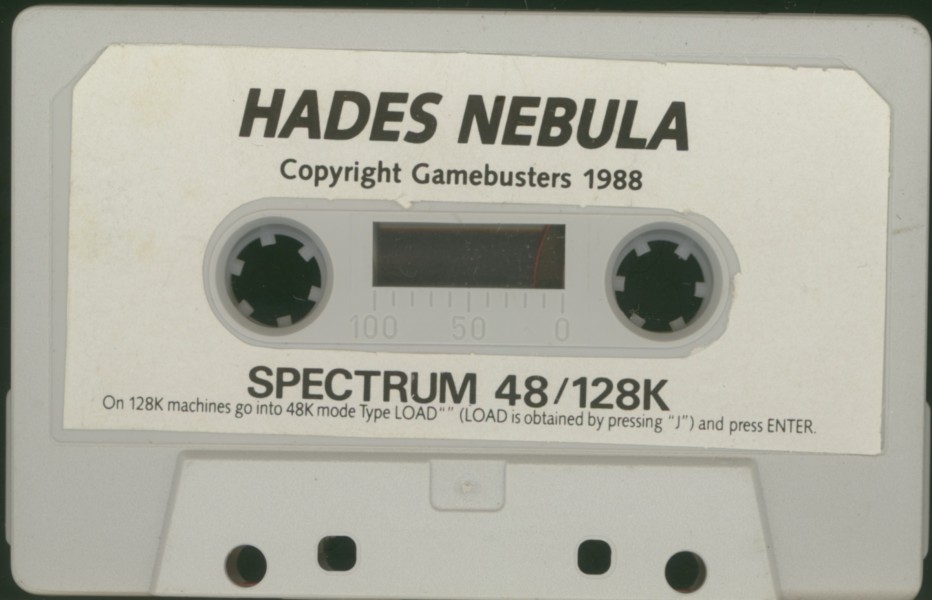 HADES NEBULA
Copyright Gamebusters 1988
100 50 0
SPECTRUM 48/128K
On 128K machines go into 48K mode Type LOAD“” (LOAD is obtained by pressing “J”) and press ENTER.